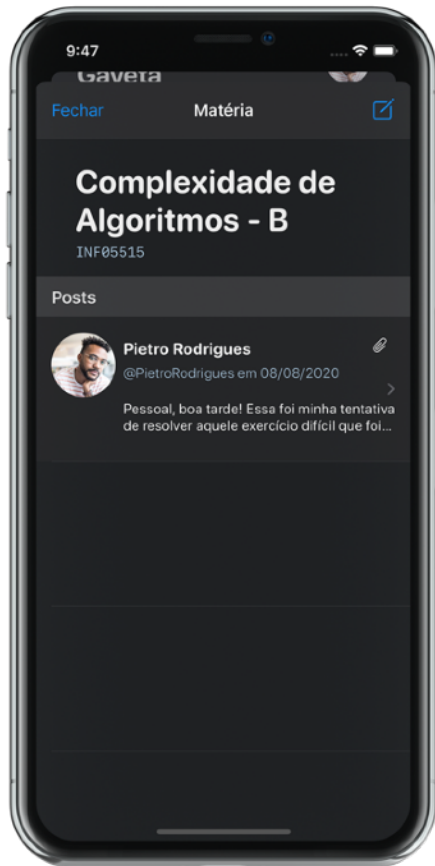 9:47
Gaveta
Fechar
Matéria
Complexidade de
Algoritmos - B
INF05515
Posts
Pietro Rodrigues
@PietroRodrigues em 08/08/2020
Pessoal, boa tarde! Essa foi minha tentativa
de resolver aquele exercício difícil que foi...